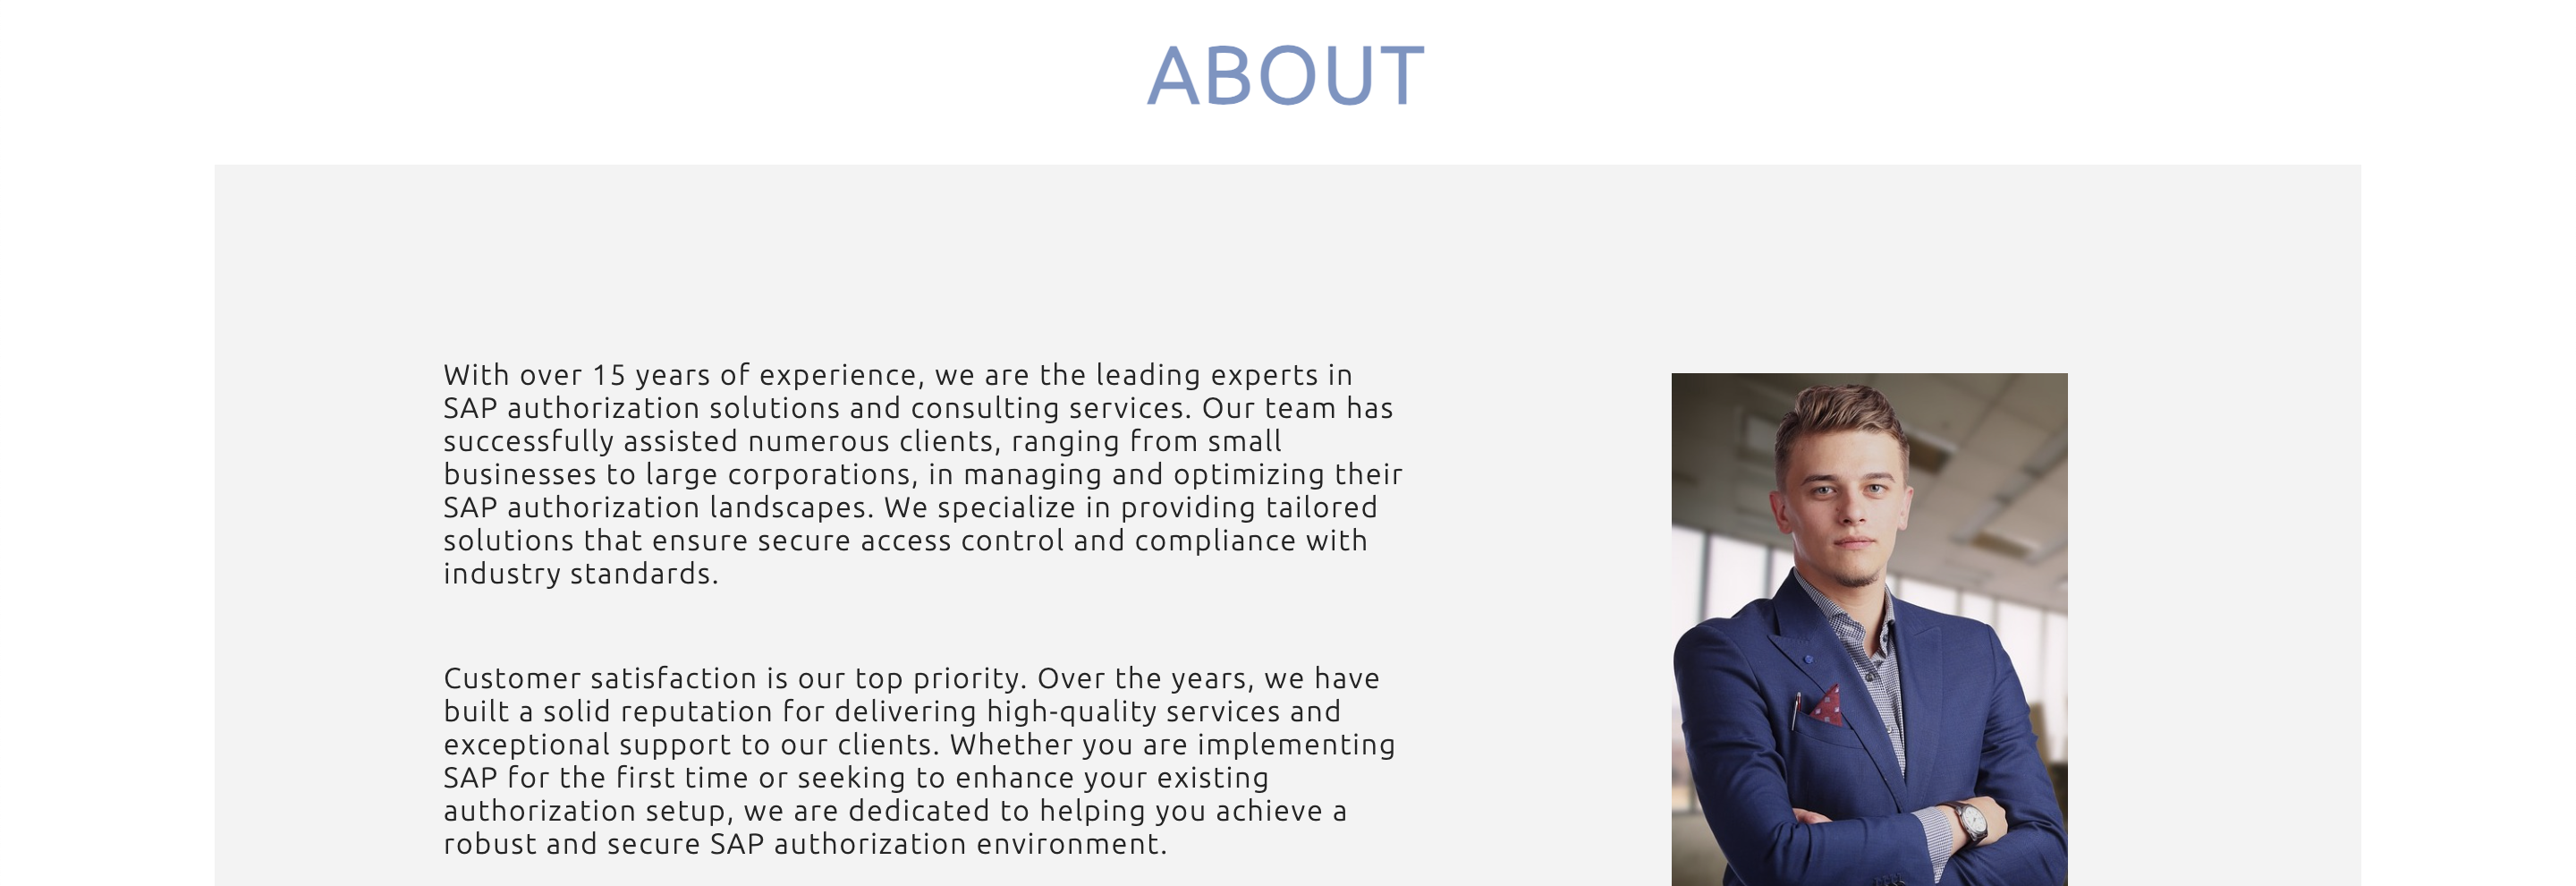 ABOUT
With over 15 years of experience, we are the leading experts in
SAP authorization solutions and consulting services. Our team has
successfully assisted numerous clients, ranging from small
businesses to large corporations, in managing and optimizing their
SAP authorization landscapes. We specialize in providing tailored
solutions that ensure secure access control and compliance with
industry standards.
Customer satisfaction is our top priority. Over the years, we have
built a solid reputation for delivering high-quality services and
exceptional support to our clients. Whether you are implementing
SAP for the first time or seeking to enhance your existing
authorization setup, we are dedicated to helping you achieve a
robust and secure SAP authorization environment.